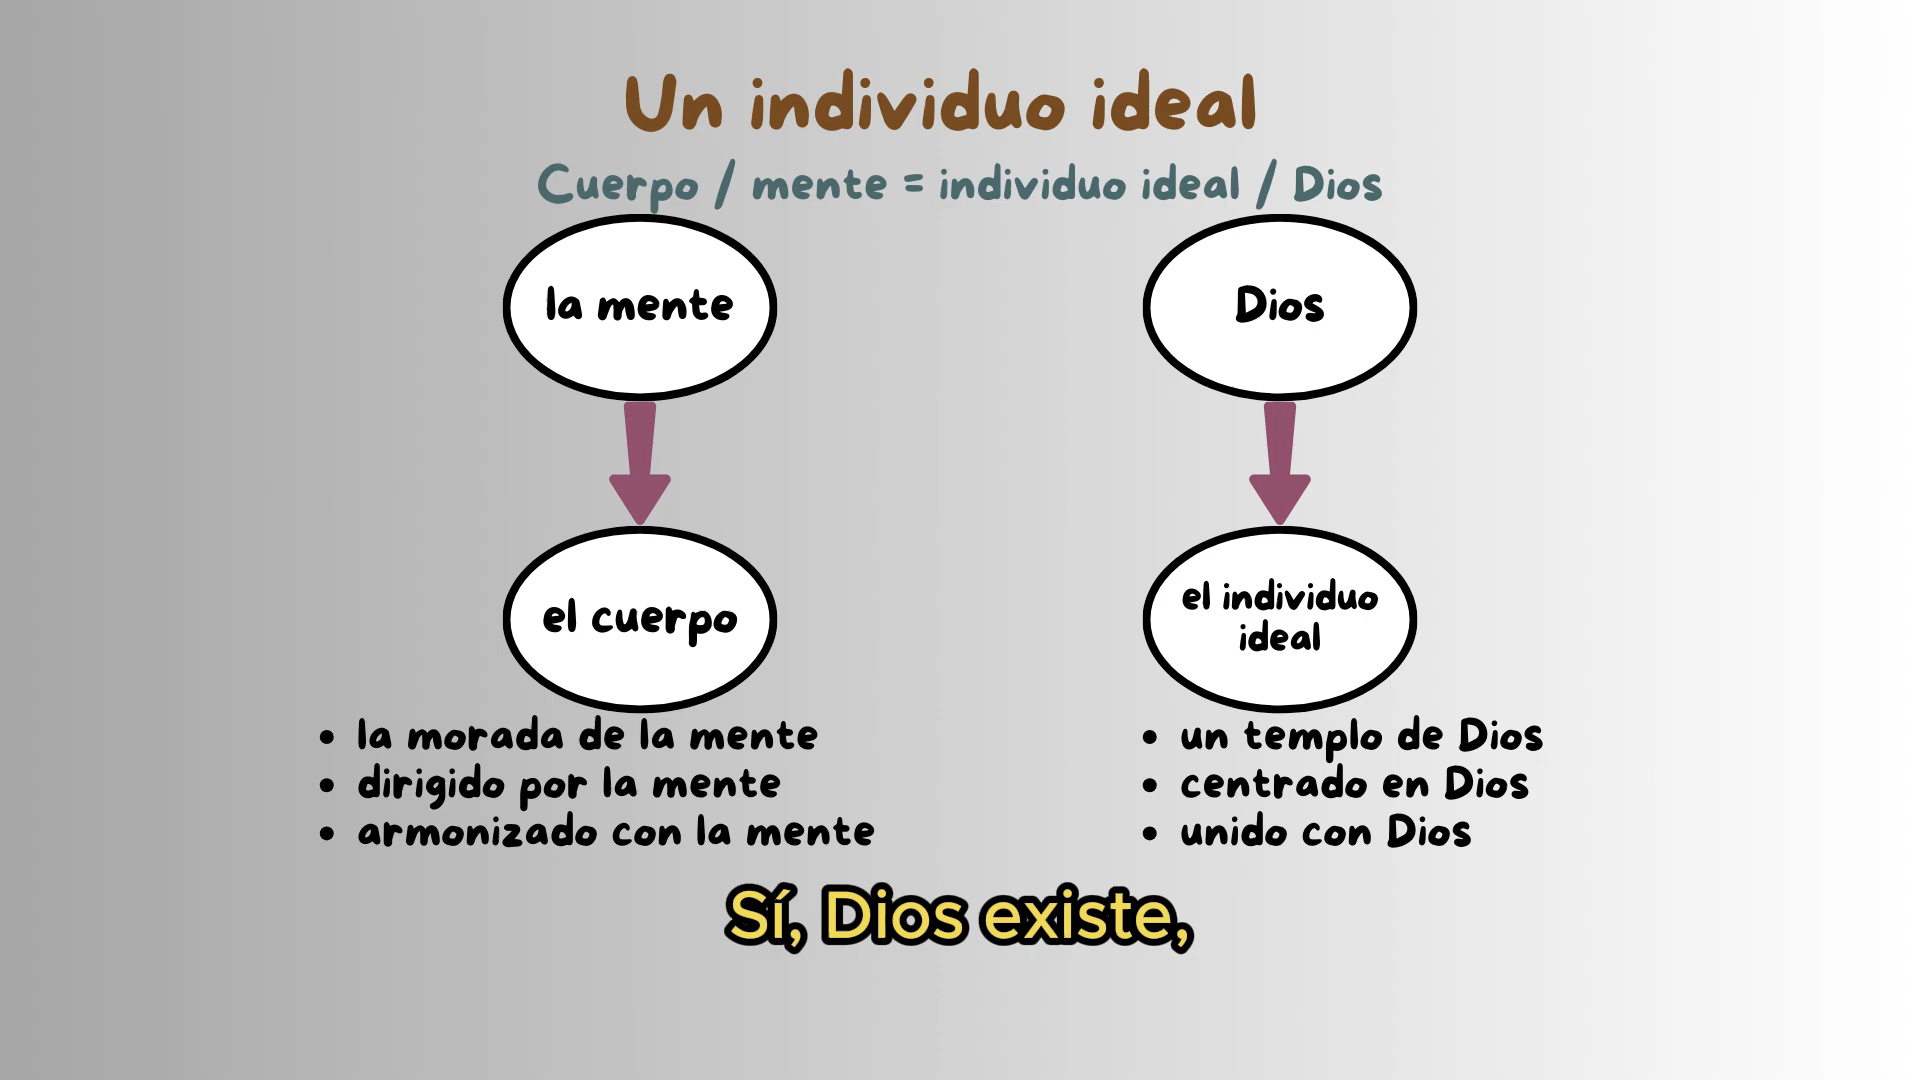 Un individuo ideal
Cuerpo / mente = individuo ideal / Dios
la mente
Dios
el cuerpo
el individuo
ideal
• la morada de la mente
• dirigido por la mente
• armonizado con la mente
• un templo de Dios
• centrado en Dios
• unido con Dios
Sí, Dios existe,